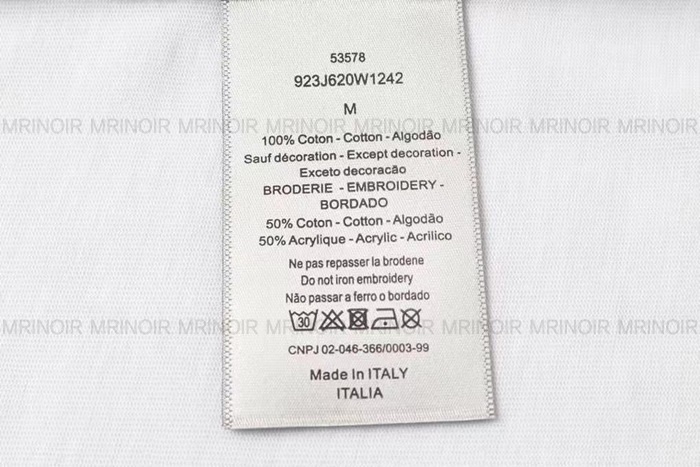 53578
923J620W1242
M
MRINOIR MRINOIR MRINOIR MRINOIR MRINOIR MRINOIR MRINOIR MRINOIR
100% Coton - Cotton - Algodão
Sauf décoration - Except decoration -
Exceto decoracão
BRODERIE - EMBROIDERY -
BORDADO
50% Coton - Cotton - Algodão
50% Acrylique - Acrylic - Acrilico
Ne pas repasser la brodene
Do not iron embroidery
Não passar a ferro o bordado
30
MRINOIR MRINOIR MRINOIR MRINOIR MRINOIR MRINOIR MRINOIR MRINOIR
CNPJ 02-046-366/0003-99
Made In ITALY
ITALIA